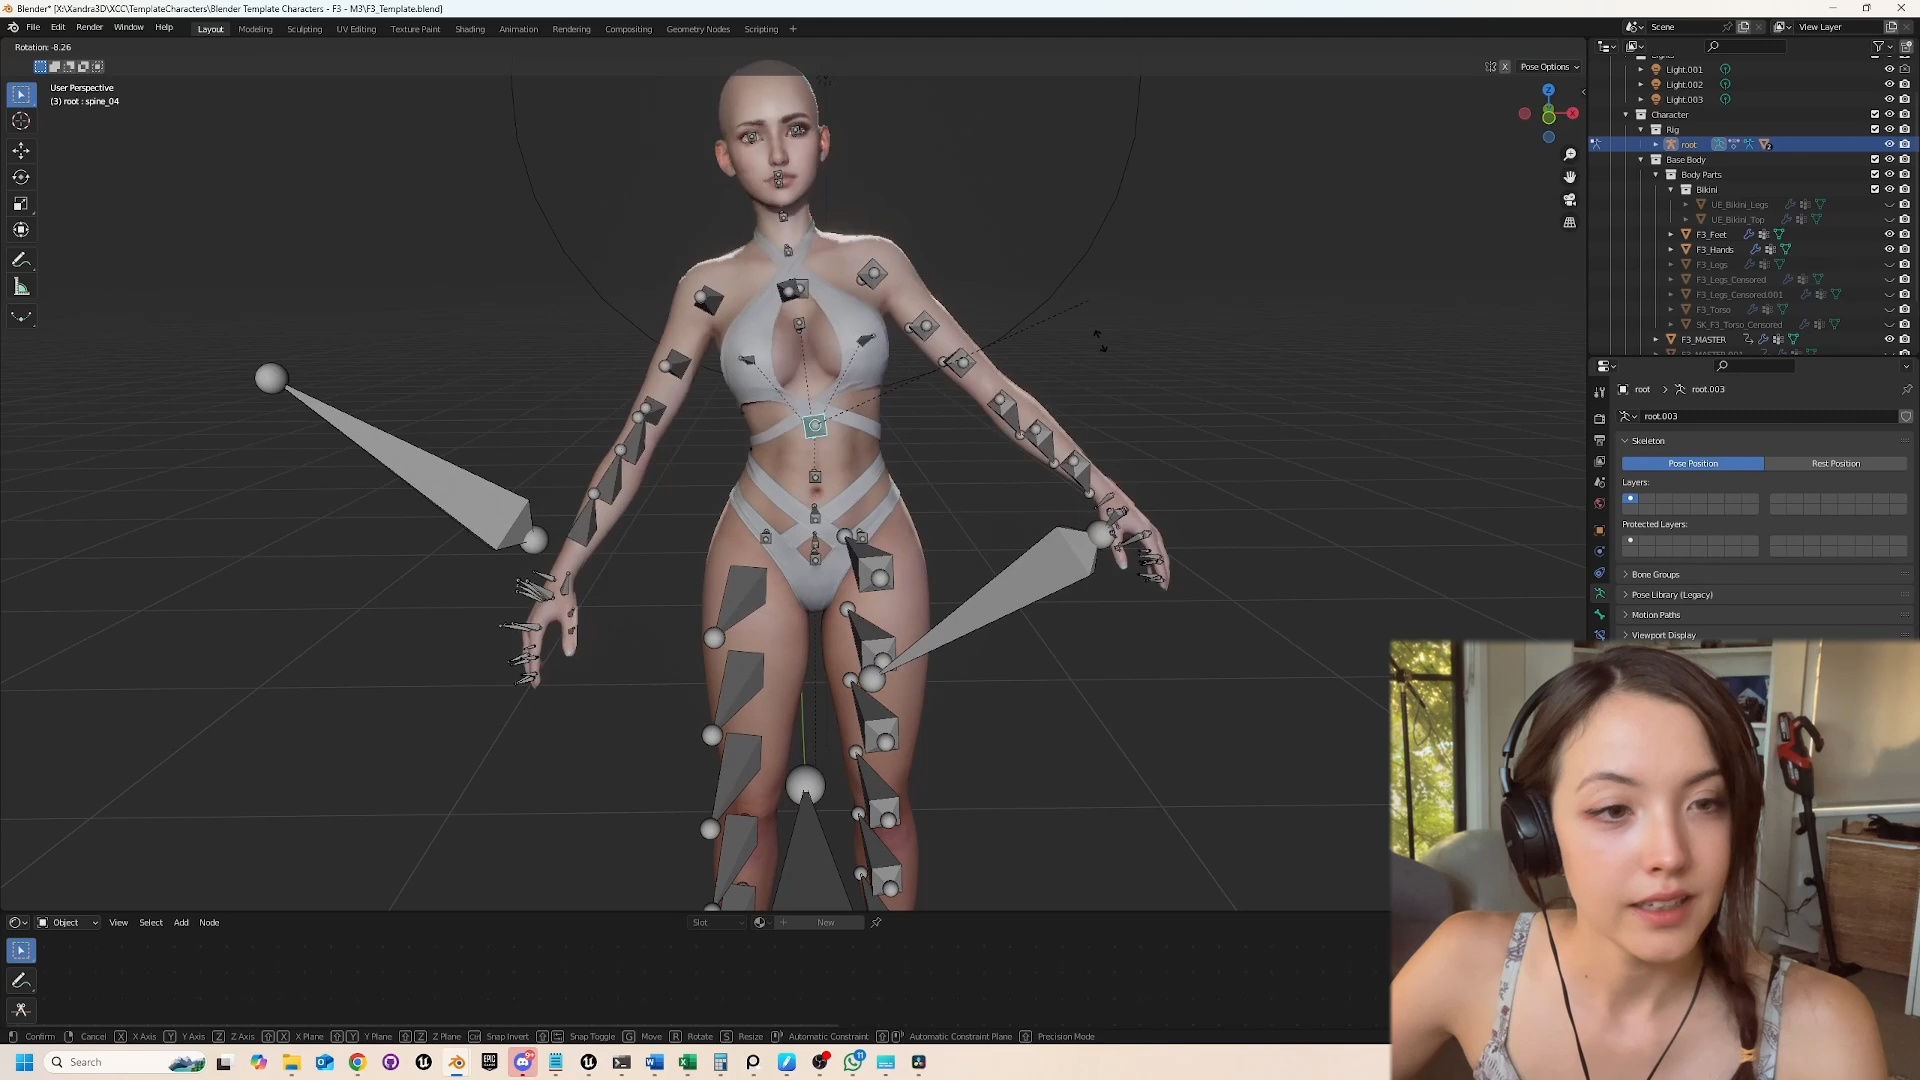 Blender* [X:\Xandra3D\XCC\TemplateCharacters\Blender Template Characters - F3 - M3\F3_Template.blend]
File Edit Render Window Help Layout Modeling Sculpting UV Editing Texture Paint Shading Animation Rendering Compositing Geometry Nodes Scripting + Scene View Layer
Rotation: -8.26
X Pose Options
User Perspective
(3) root : spine_04
Z
X
Light.001
Light.002
Light.003
Character
Rig
root
Base Body
Body Parts
Bikini
UE_Bikini_Legs
UE_Bikini_Top
F3_Feet
F3_Hands
F3_Legs
F3_Legs_Censored
F3_Legs_Censored.001
F3_Torso
SK_F3_Torso_Censored
F3_MASTER
F3_MASTER.001
root > root.003
root.003
Skeleton
Pose Position Rest Position
Layers:
Protected Layers:
Bone Groups
Pose Library (Legacy)
Motion Paths
Viewport Display
Object View Select Add Node Slot New
Confirm Cancel X X Axis Y Y Axis Z Z Axis X X Plane Y Y Plane Z Z Plane Snap Invert Snap Toggle G Move R Rotate S Resize Automatic Constraint Automatic Constraint Plane Precision Mode
Search
EPIC
11